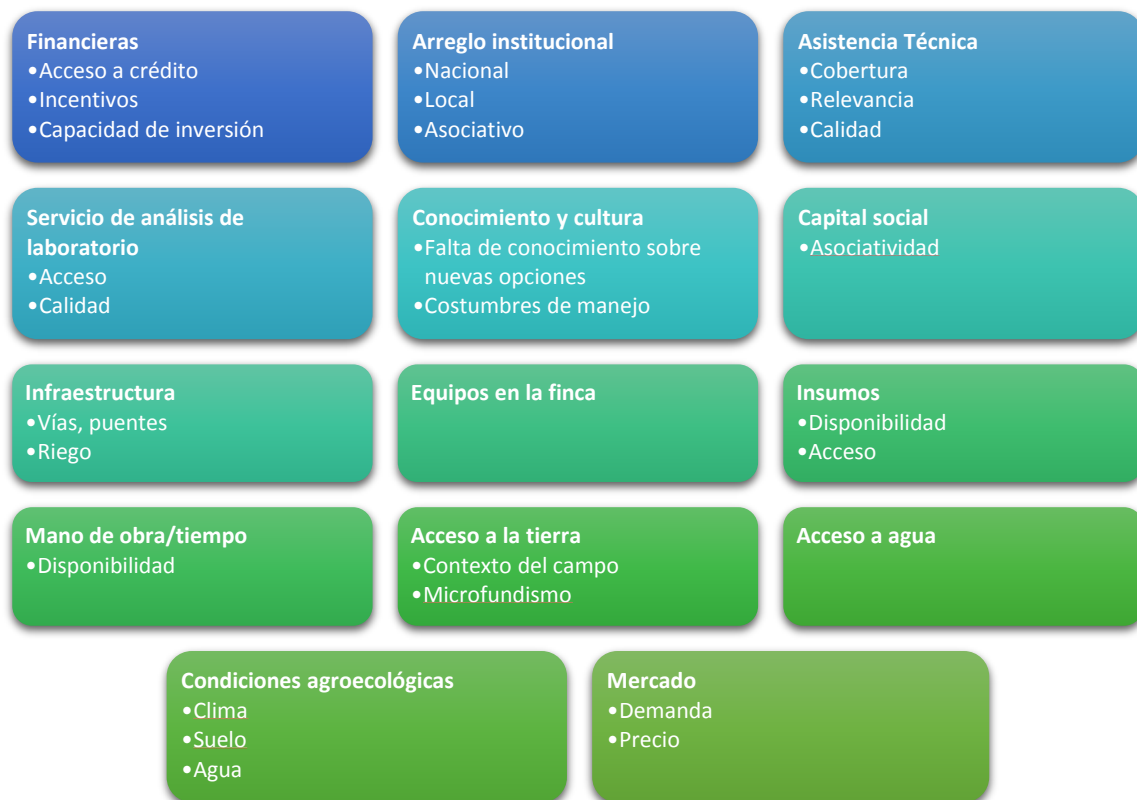 Financieras
•Acceso a crédito
•Incentivos
•Capacidad de inversión
Arreglo institucional
•Nacional
•Local
•Asociativo
Asistencia Técnica
•Cobertura
•Relevancia
•Calidad
Servicio de análisis de
laboratorio
•Acceso
•Calidad
Conocimiento y cultura
•Falta de conocimiento sobre
nuevas opciones
•Costumbres de manejo
Capital social
•Asociatividad
Infraestructura
•Vías, puentes
•Riego
Equipos en la finca
Insumos
•Disponibilidad
•Acceso
Mano de obra/tiempo
•Disponibilidad
Acceso a la tierra
•Contexto del campo
•Microfundismo
Acceso a agua
Condiciones agroecológicas
•Clima
•Suelo
•Agua
Mercado
•Demanda
•Precio